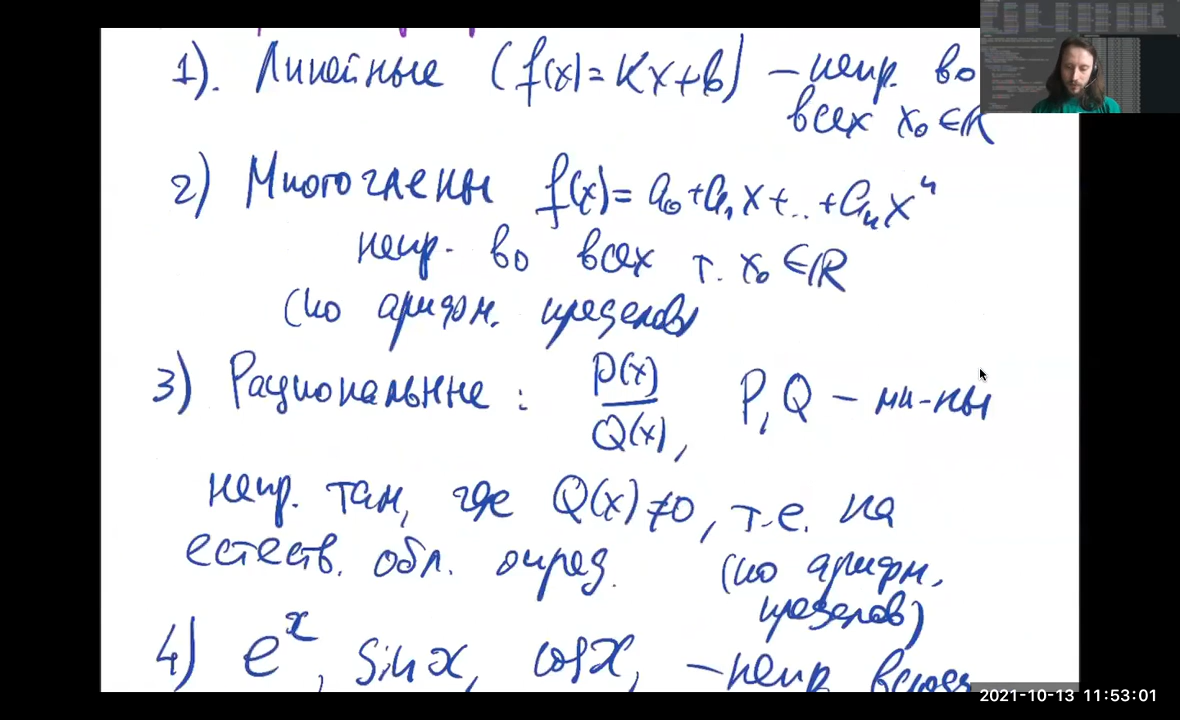 1). Линейные (f(x)=kx+b) – непр. во
всех x₀ ∈ ℝ
2) Многочлены f(x)= a₀+a₁x+..+aₙxⁿ
непр. во всех т. x₀ ∈ ℝ
(по арифм. пределов)
3) Рациональные : P(x)/Q(x), P, Q – мн-ны
непр. там, где Q(x)≠0, т.е. на
естеств. обл. опред. (по арифм.
пределов)
4) eˣ, sin x, cos x, – непр всюду
2021-10-13 11:53:01